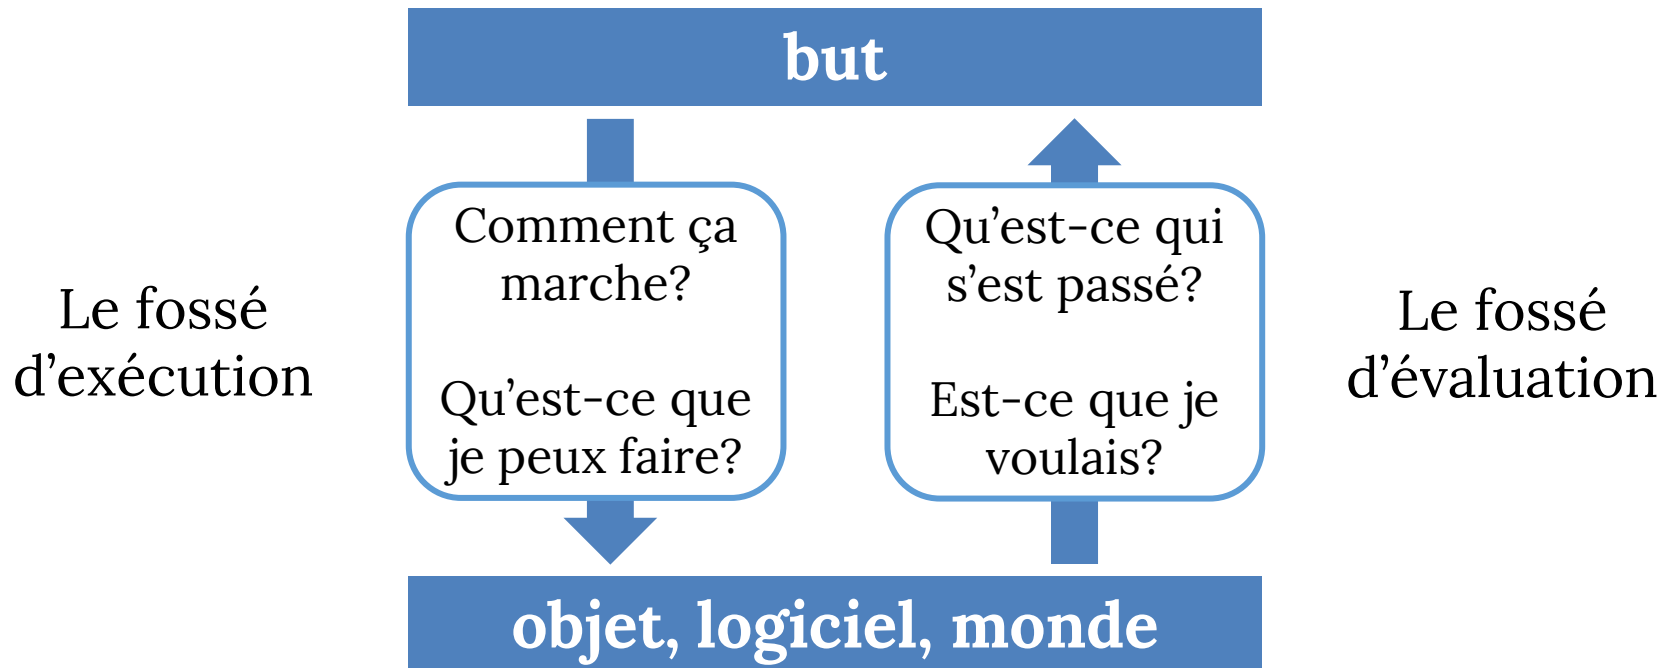 but
Le fossé
d’exécution
Comment ça
marche?
Qu’est-ce que
je peux faire?
Qu’est-ce qui
s’est passé?
Est-ce que je
voulais?
Le fossé
d’évaluation
objet, logiciel, monde